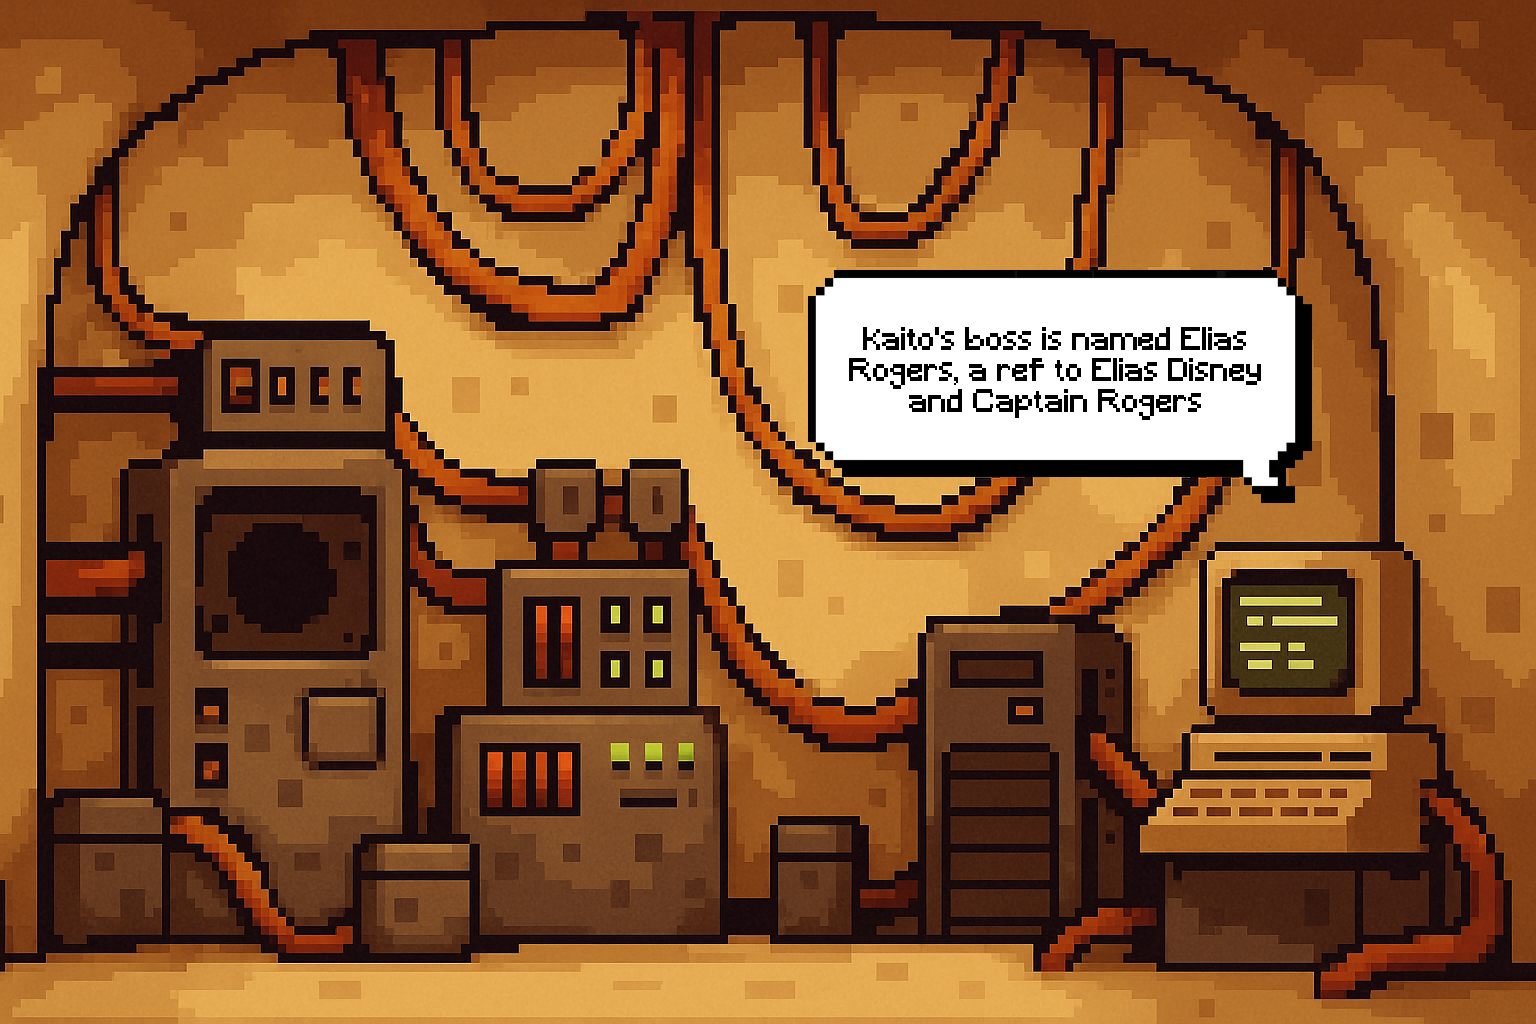 Kaito's boss is named Elias
Rogers, a ref to Elias Disney
and Captain Rogers